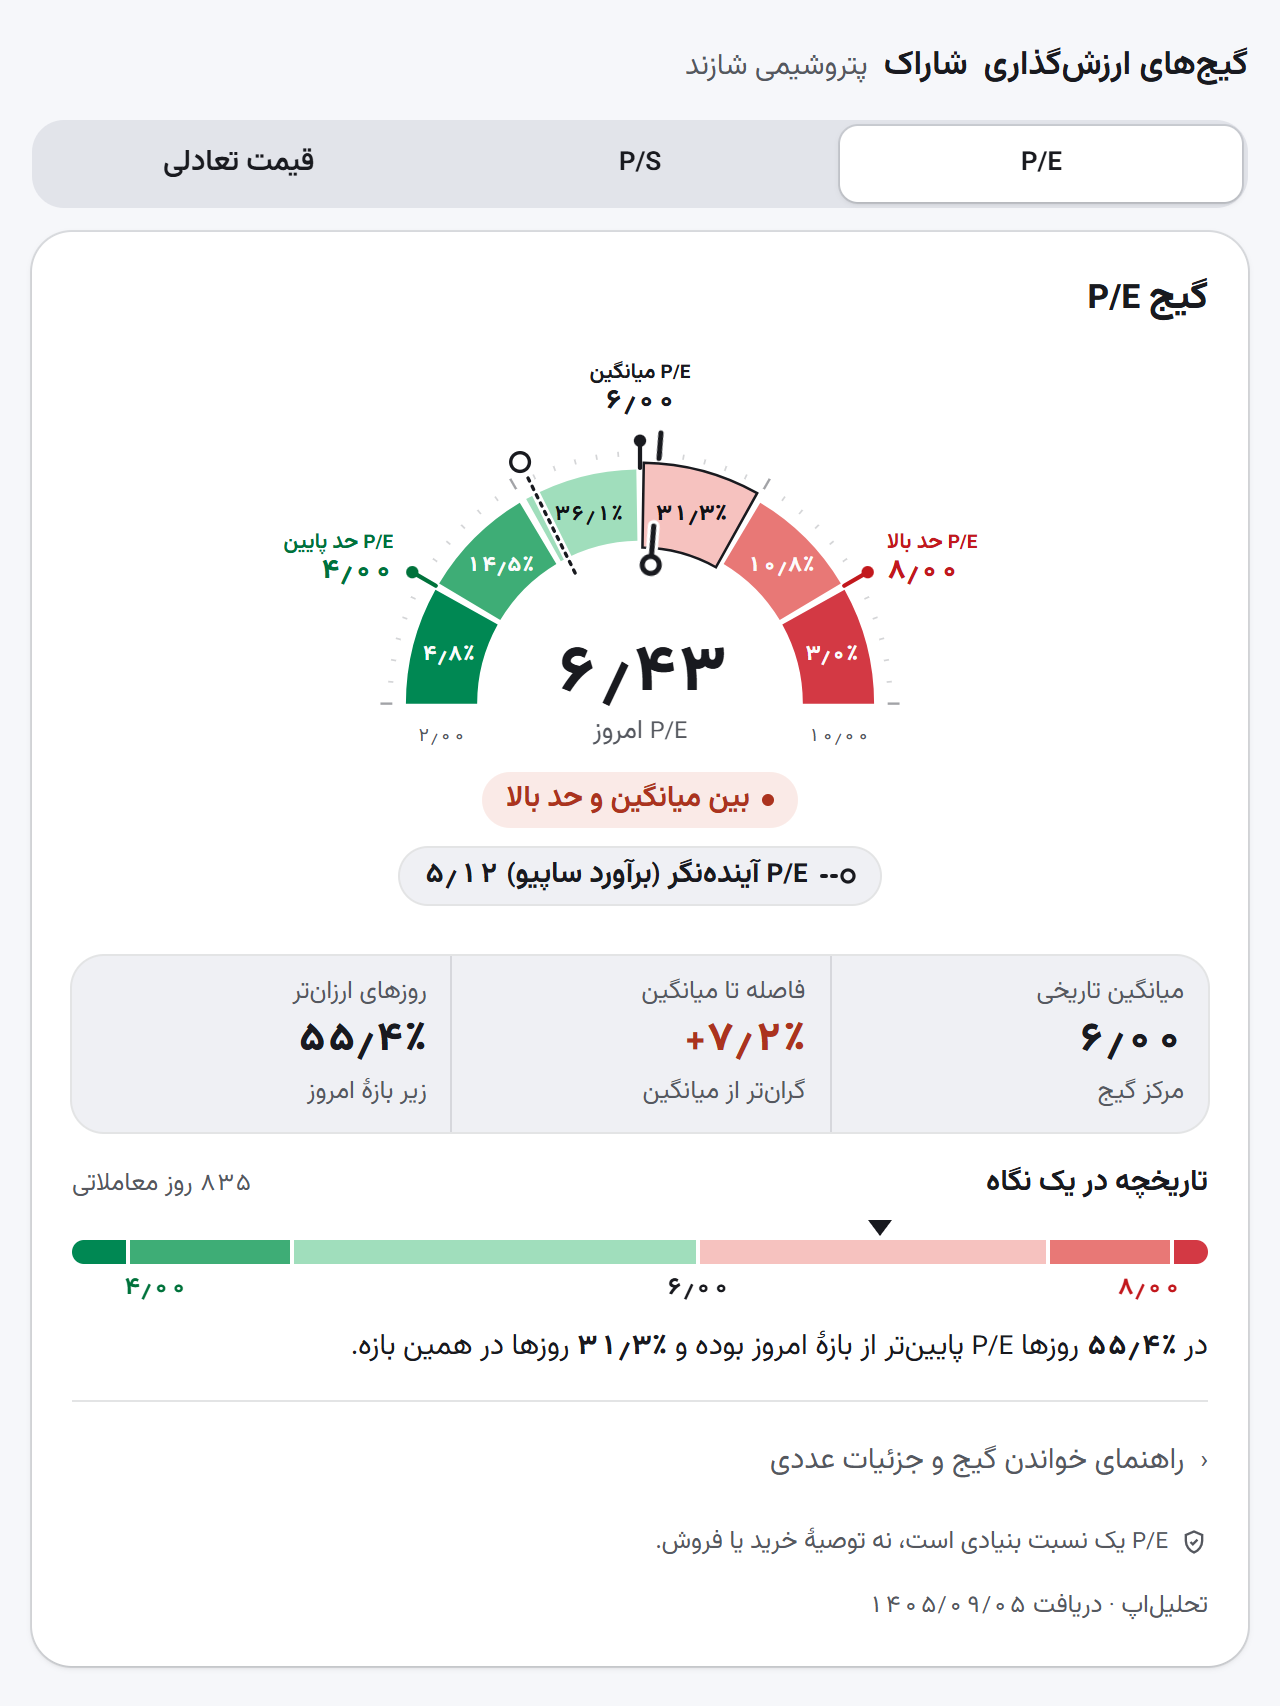 گیج‌های ارزش‌گذاری شاراک پتروشیمی شازند
P/E
P/S
قیمت تعادلی
گیج P/E
P/E میانگین
۶٫۰۰
P/E حد بالا
۸٫۰۰
P/E حد پایین
۴٫۰۰
۳٫۰٪
۱۰٫۸٪
۳۱٫۳٪
۳۶٫۱٪
۱۴٫۵٪
۴٫۸٪
۶٫۴۳
P/E امروز
۱۰٫۰۰
۲٫۰۰
بین میانگین و حد بالا
P/E آینده‌نگر (برآورد ساپیو) ۵٫۱۲
میانگین تاریخی
۶٫۰۰
مرکز گیج
فاصله تا میانگین
+۷٫۲٪
گران‌تر از میانگین
روزهای ارزان‌تر
۵۵٫۴٪
زیر بازهٔ امروز
تاریخچه در یک نگاه
۸۳۵ روز معاملاتی
۸٫۰۰
۶٫۰۰
۴٫۰۰
در ۵۵٫۴٪ روزها P/E پایین‌تر از بازهٔ امروز بوده و ۳۱٫۳٪ روزها در همین بازه.
‹ راهنمای خواندن گیج و جزئیات عددی
P/E یک نسبت بنیادی است، نه توصیهٔ خرید یا فروش.
تحلیل‌اپ · دریافت ۱۴۰۵/۰۹/۰۵